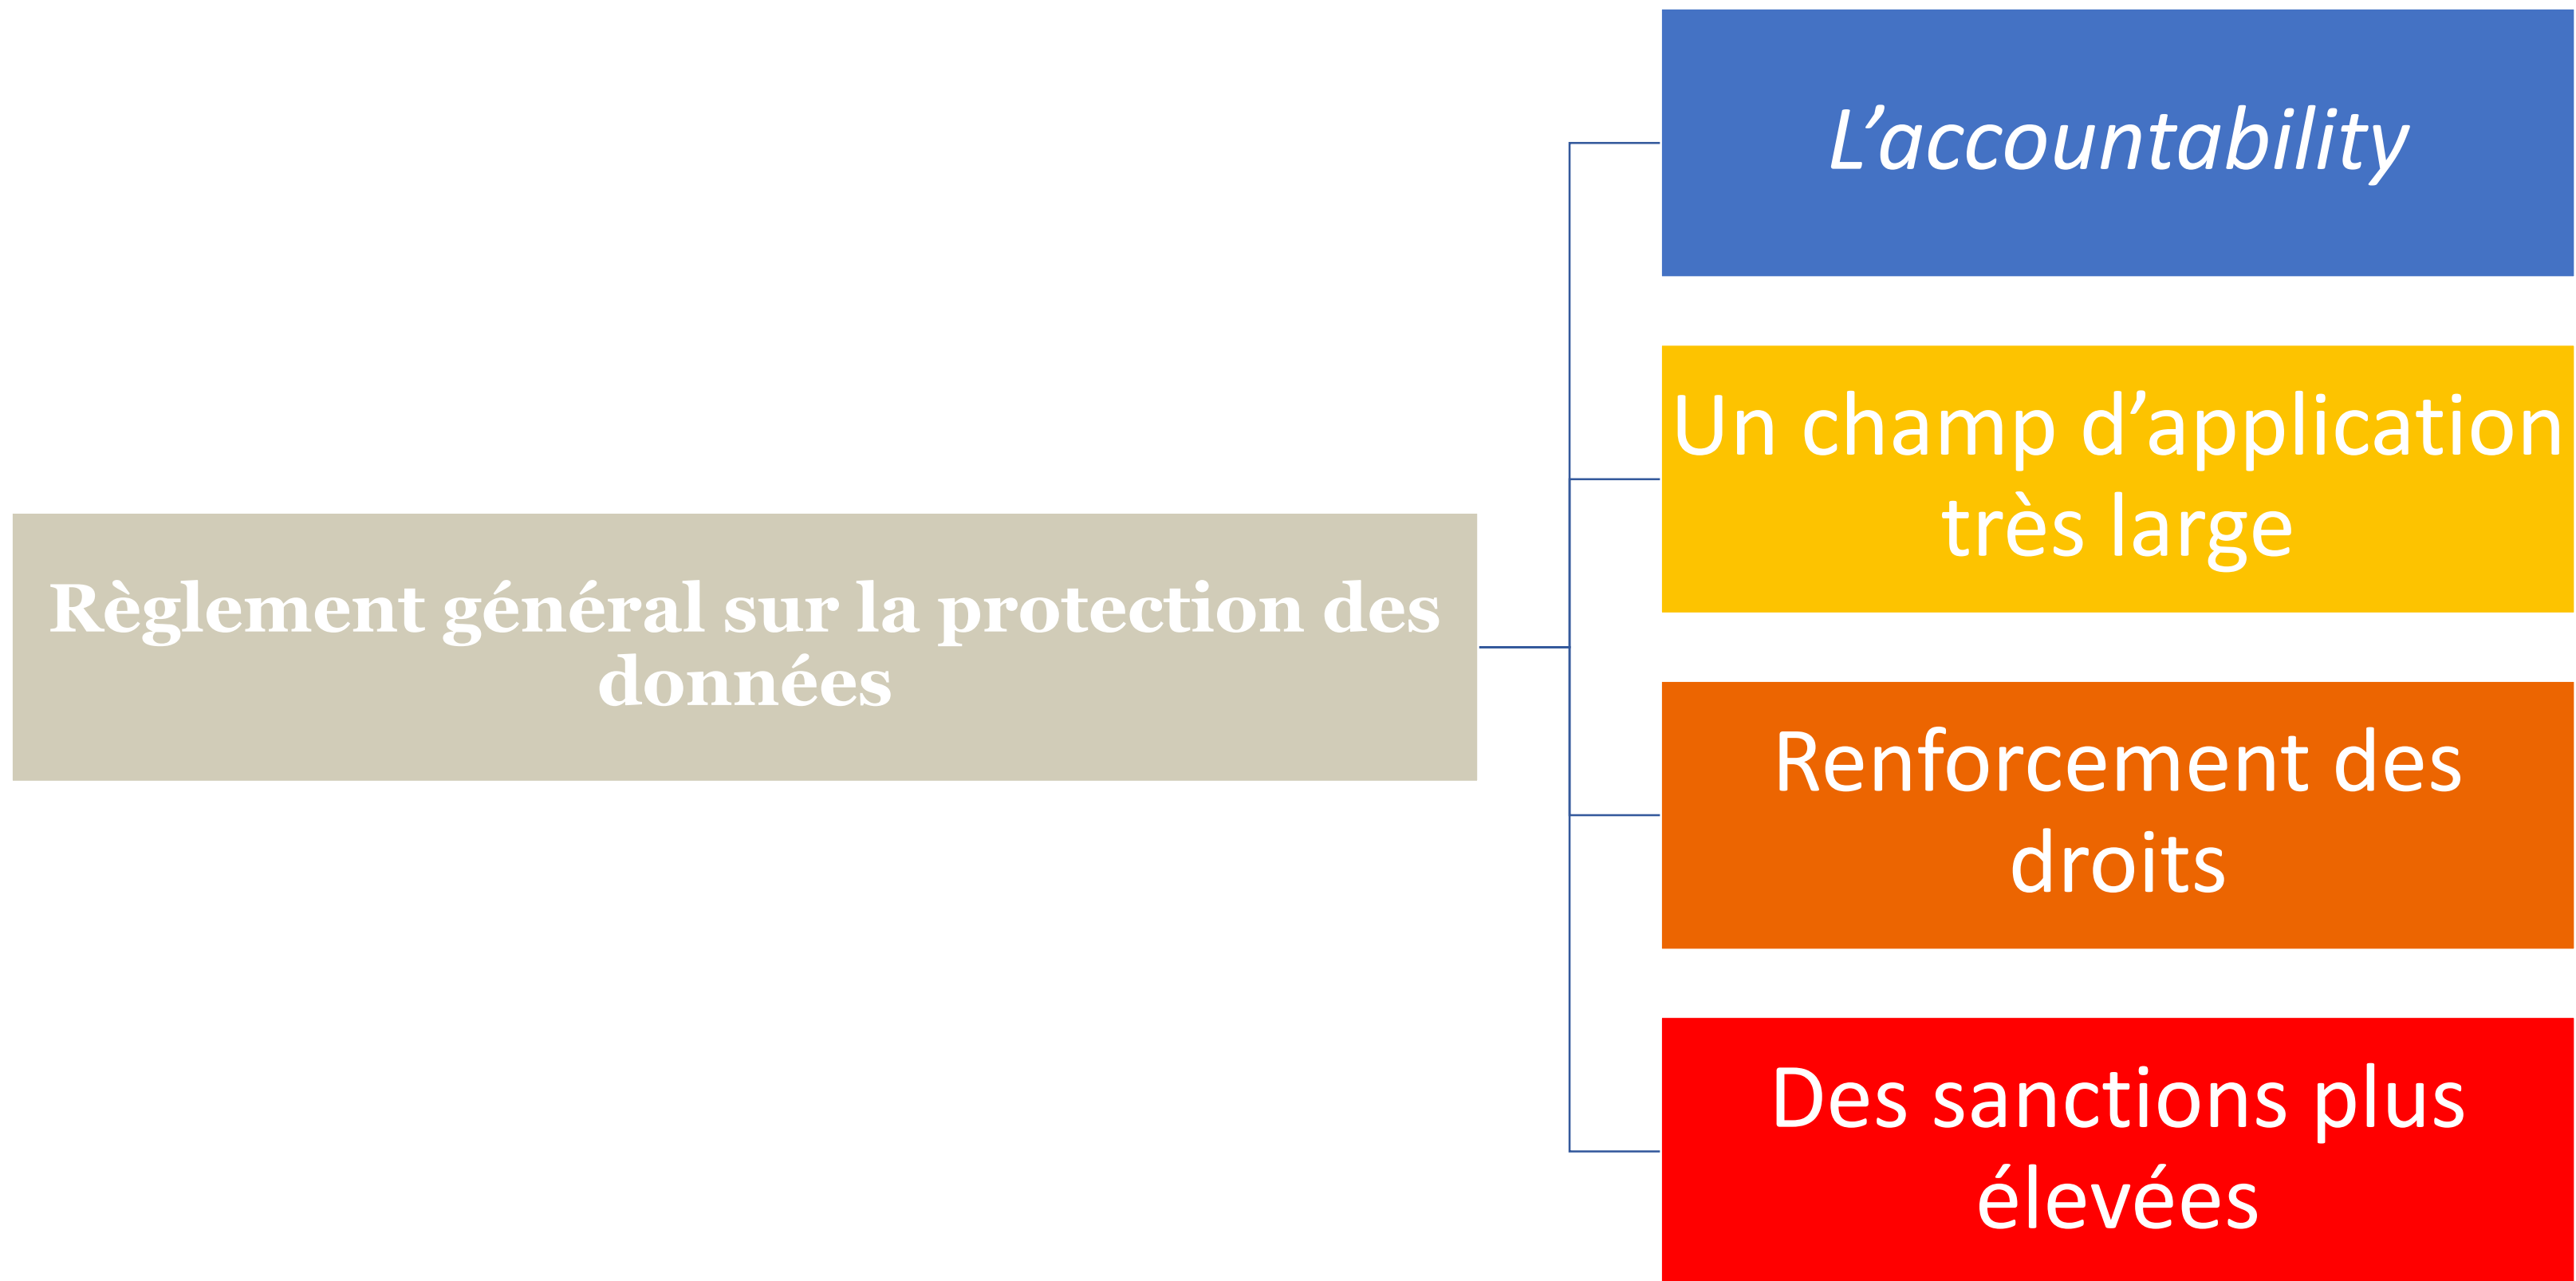 Règlement général sur la protection des
données
L’accountability
Un champ d’application
très large
Renforcement des
droits
Des sanctions plus
élevées